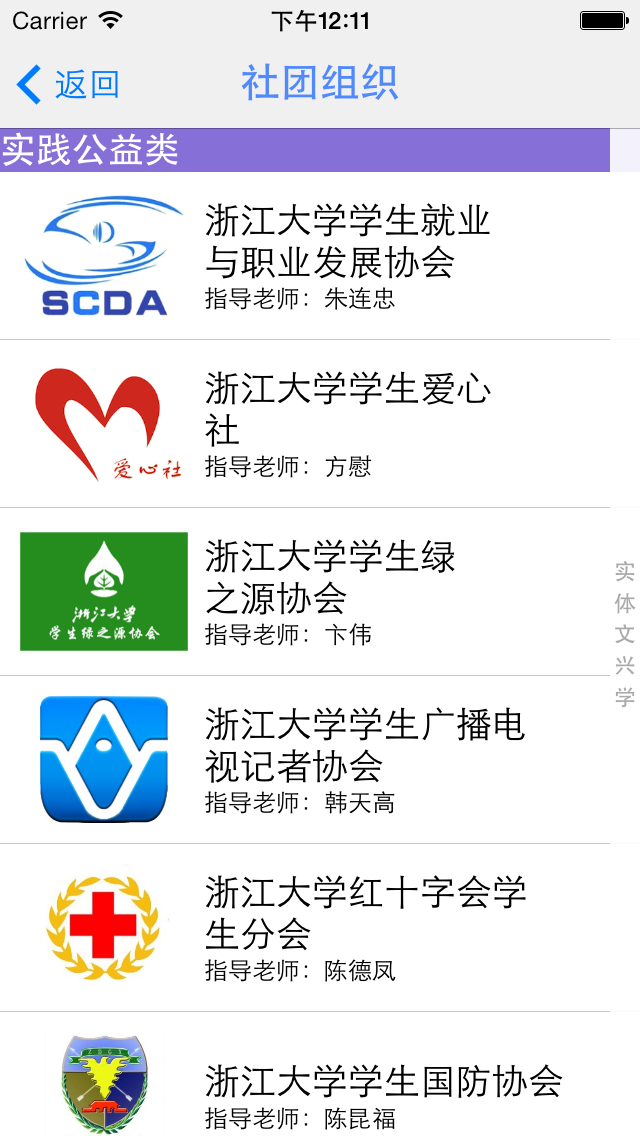 Carrier 下午12:11
返回 社团组织
实践公益类
SCDA
浙江大学学生就业
与职业发展协会
指导老师：朱连忠
爱心社
浙江大学学生爱心
社
指导老师：方慰
浙江大学
学生绿之源协会
浙江大学学生绿
之源协会
指导老师：卞伟
浙江大学学生广播电
视记者协会
指导老师：韩天高
浙江大学红十字会学
生分会
指导老师：陈德凤
浙江大学学生国防协会
指导老师：陈昆福
实
体
文
兴
学